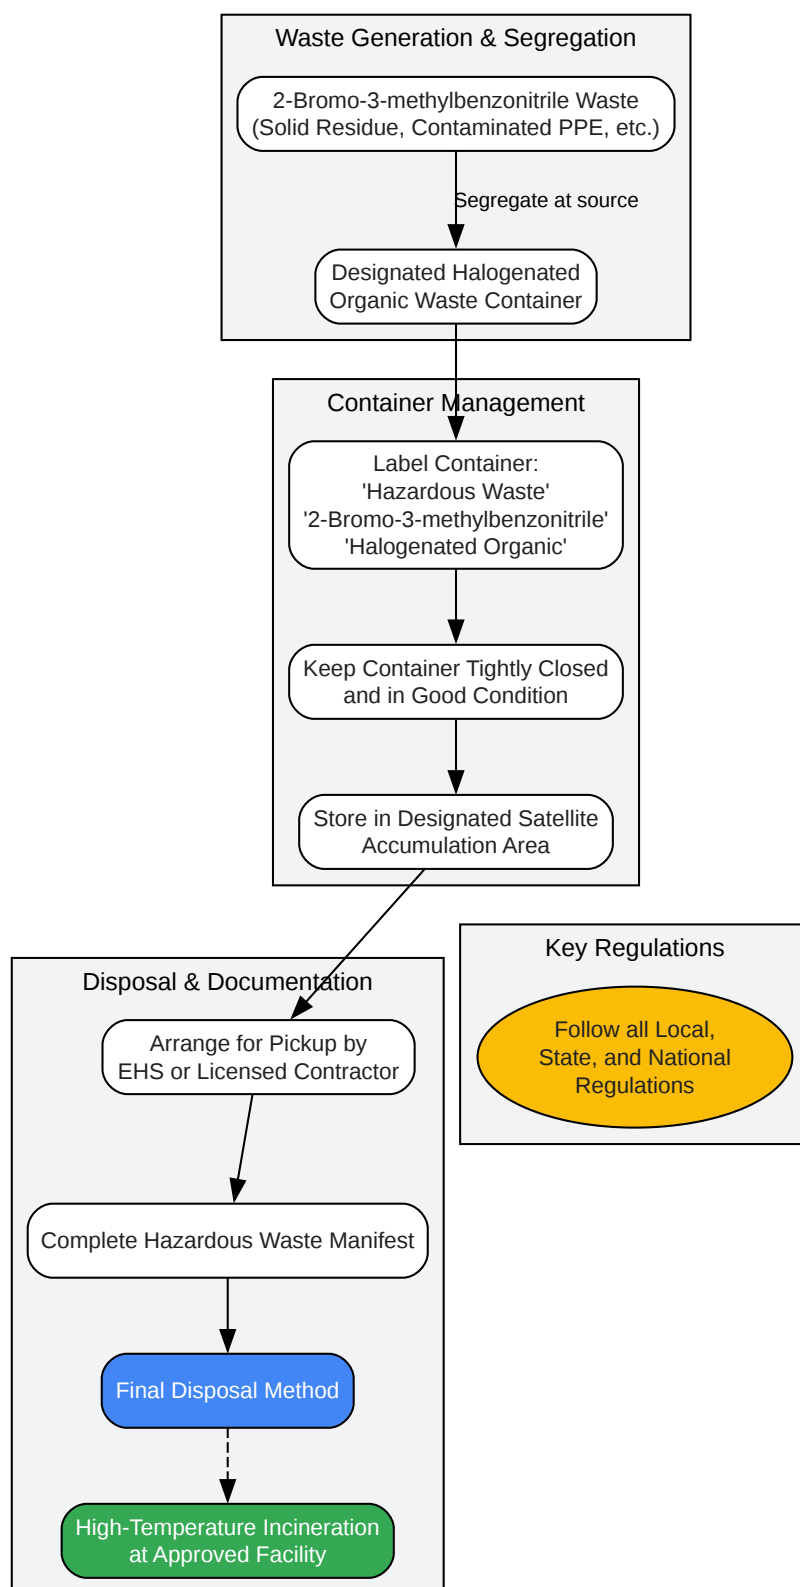 Waste Generation & Segregation
2-Bromo-3-methylbenzonitrile Waste
(Solid Residue, Contaminated PPE, etc.)
Segregate at source
Designated Halogenated
Organic Waste Container
Container Management
Label Container:
'Hazardous Waste'
'2-Bromo-3-methylbenzonitrile'
'Halogenated Organic'
Keep Container Tightly Closed
and in Good Condition
Store in Designated Satellite
Accumulation Area
Key Regulations
Follow all Local,
State, and National
Regulations
Disposal & Documentation
Arrange for Pickup by
EHS or Licensed Contractor
Complete Hazardous Waste Manifest
Final Disposal Method
High-Temperature Incineration
at Approved Facility